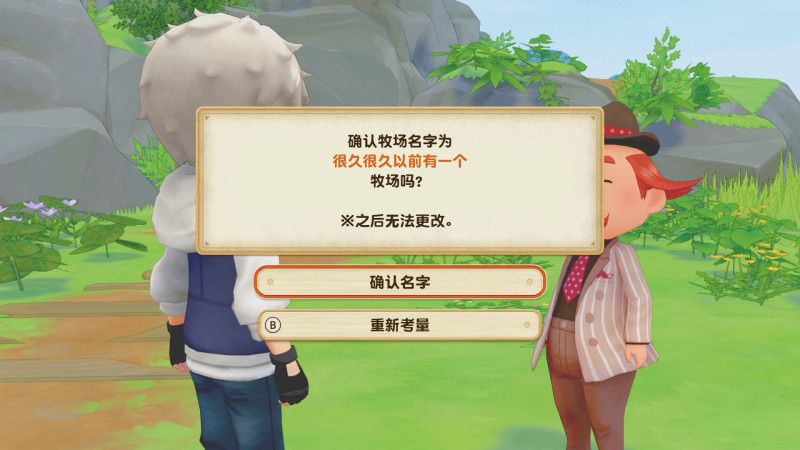 确认牧场名字为
很久很久以前有一个
牧场吗?
※之后无法更改。
确认名字
B 重新考量